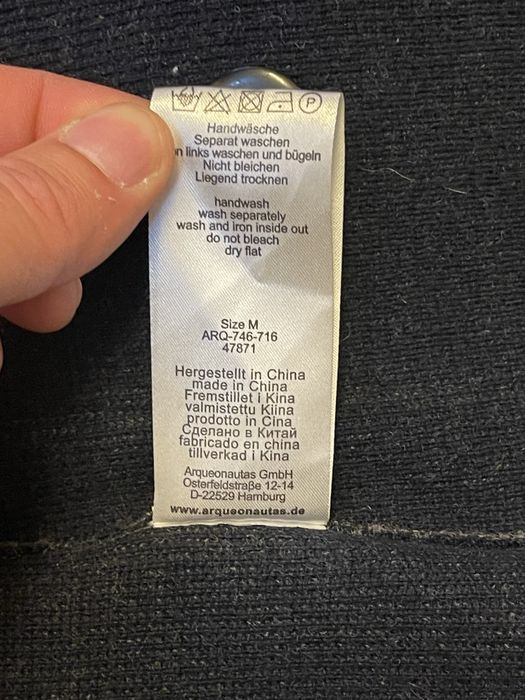 P
Handwäsche
Separat waschen
links waschen und bügeln
Nicht bleichen
Liegend trocknen
handwash
wash separately
wash and iron inside out
do not bleach
dry flat
Size M
ARQ-746-716
47871
Hergestellt in China
made in China
Fremstillet i Kina
valmistettu Kiina
prodotto in Cina
Сделано в Китай
fabricado en china
tillverkad i Kina
Arqueonautas GmbH
Osterfeldstraße 12-14
D-22529 Hamburg
www.arqueonautas.de